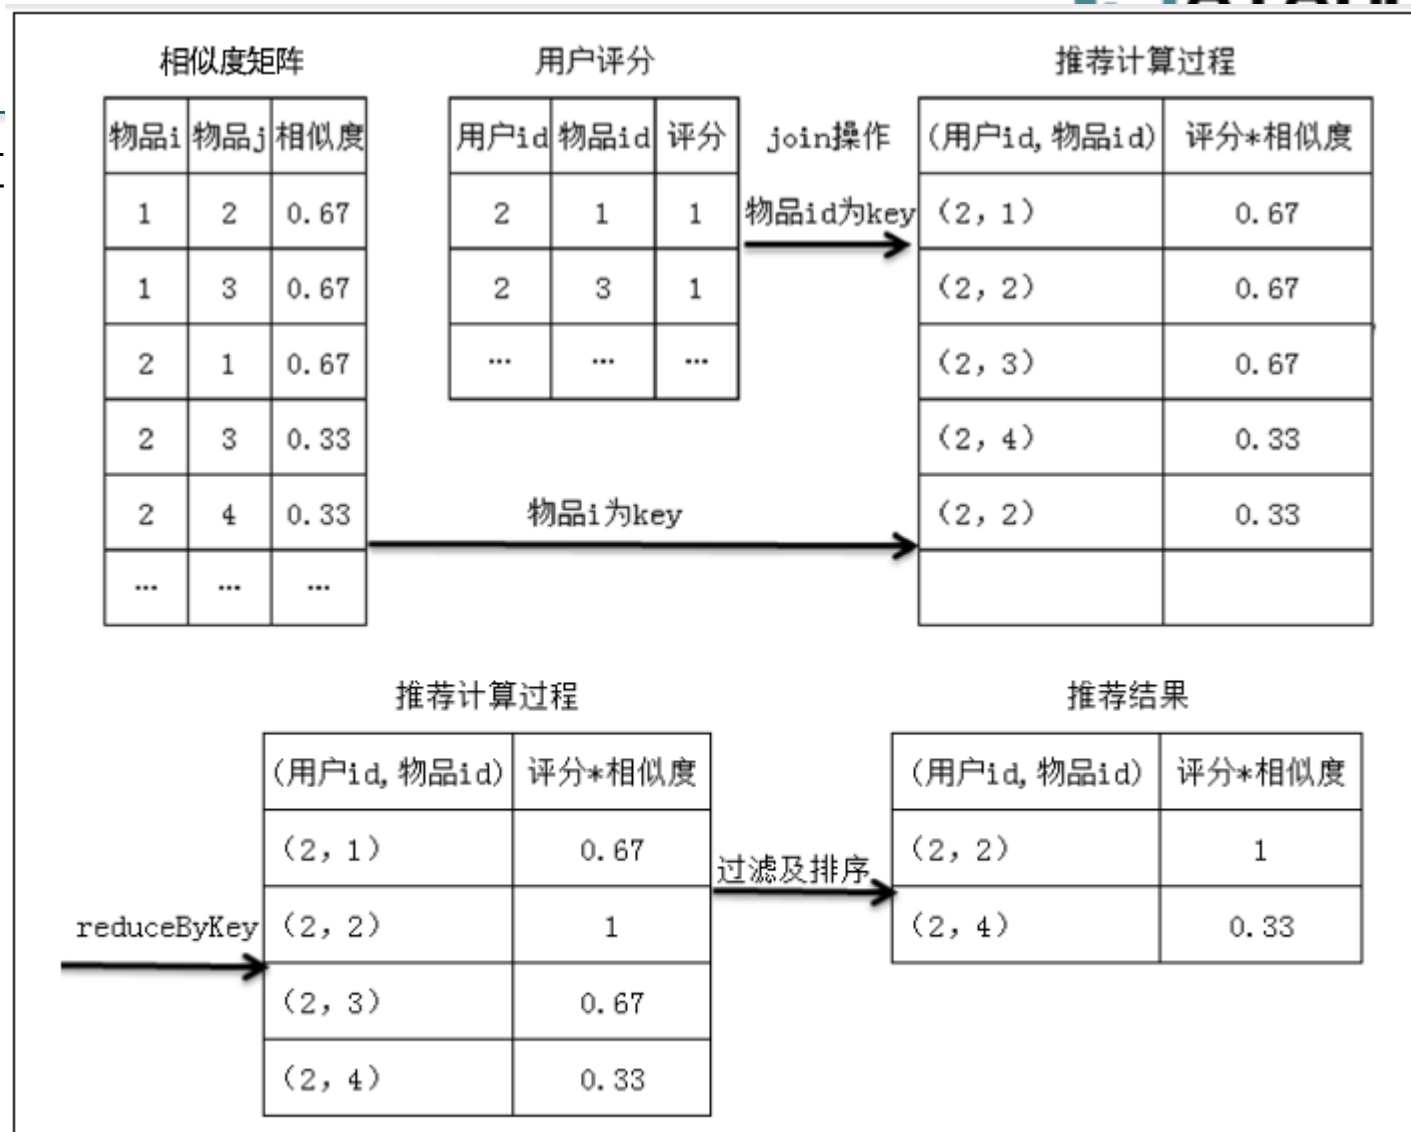 相似度矩阵
物品i 物品j 相似度
1 2 0.67
1 3 0.67
2 1 0.67
2 3 0.33
2 4 0.33
… … …
用户评分
用户id 物品id 评分
2 1 1
2 3 1
… … …
join操作
物品id为key
物品i为key
推荐计算过程
(用户id,物品id) 评分*相似度
(2，1) 0.67
(2，2) 0.67
(2，3) 0.67
(2，4) 0.33
(2，2) 0.33
reduceByKey
推荐计算过程
(用户id,物品id) 评分*相似度
(2，1) 0.67
(2，2) 1
(2，3) 0.67
(2，4) 0.33
过滤及排序
推荐结果
(用户id,物品id) 评分*相似度
(2，2) 1
(2，4) 0.33